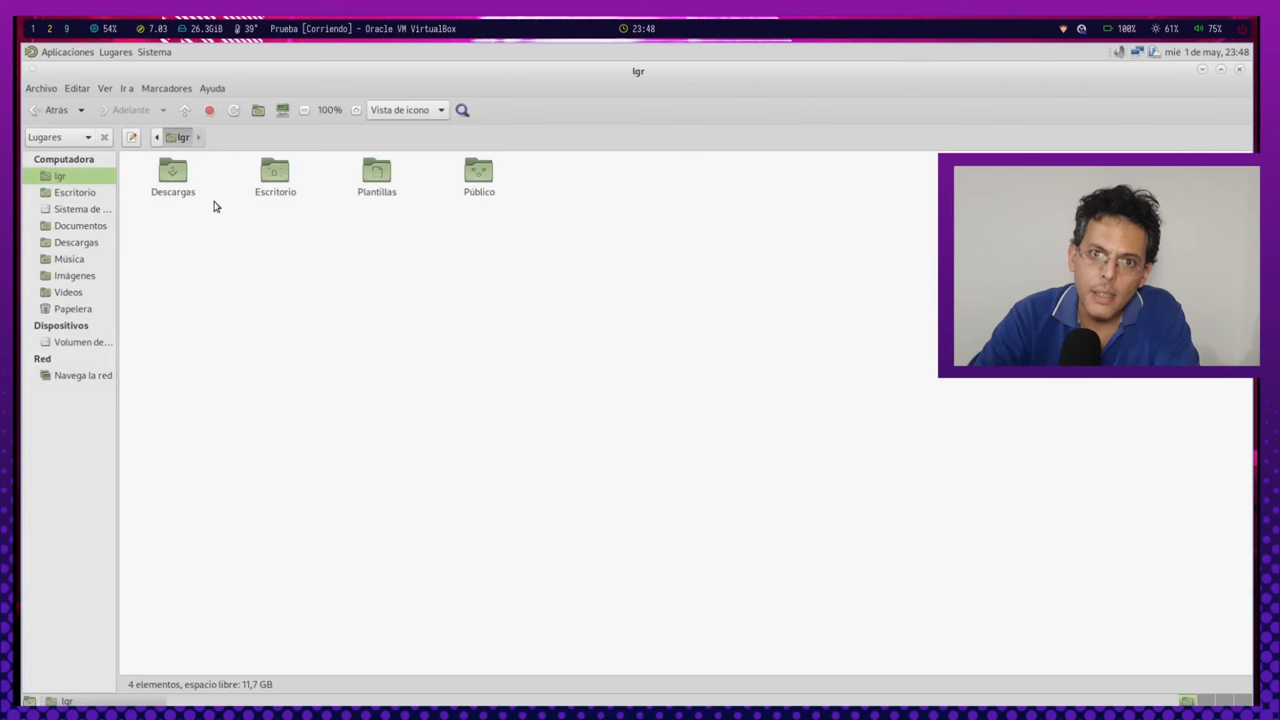 1 2 9 54% 7.03 26.3GiB 39° Prueba [Corriendo] - Oracle VM VirtualBox 23:48 100% 61% 75%
Aplicaciones Lugares Sistema mié 1 de may, 23:48
lgr
Archivo Editar Ver Ir a Marcadores Ayuda
Atrás Adelante 100% Vista de icono
Lugares lgr
Computadora
lgr
Escritorio
Sistema de ...
Documentos
Descargas
Música
Imágenes
Videos
Papelera
Dispositivos
Volumen de...
Red
Navega la red
Descargas Escritorio Plantillas Público
4 elementos, espacio libre: 11,7 GB
lgr